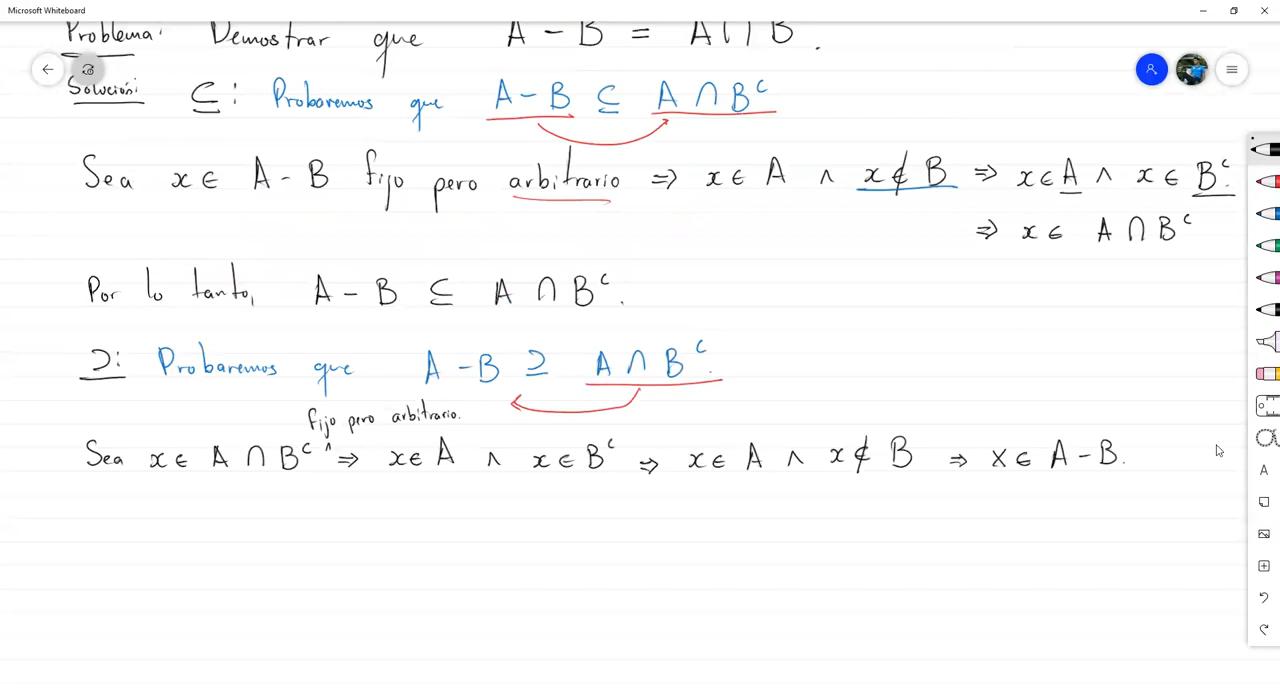 Microsoft Whiteboard
Problema: Demostrar que A - B = A ∩ B .
Solución: ⊆: Probaremos que A - B ⊆ A ∩ Bᶜ
Sea x ∈ A - B fijo pero arbitrario ⇒ x ∈ A ∧ x ∉ B ⇒ x ∈ A ∧ x ∈ Bᶜ.
⇒ x ∈ A ∩ Bᶜ
Por lo tanto, A - B ⊆ A ∩ Bᶜ.
⊇: Probaremos que A - B ⊇ A ∩ Bᶜ.
fijo pero arbitrario.
Sea x ∈ A ∩ Bᶜ ^ ⇒ x ∈ A ∧ x ∈ Bᶜ ⇒ x ∈ A ∧ x ∉ B ⇒ x ∈ A - B.
A